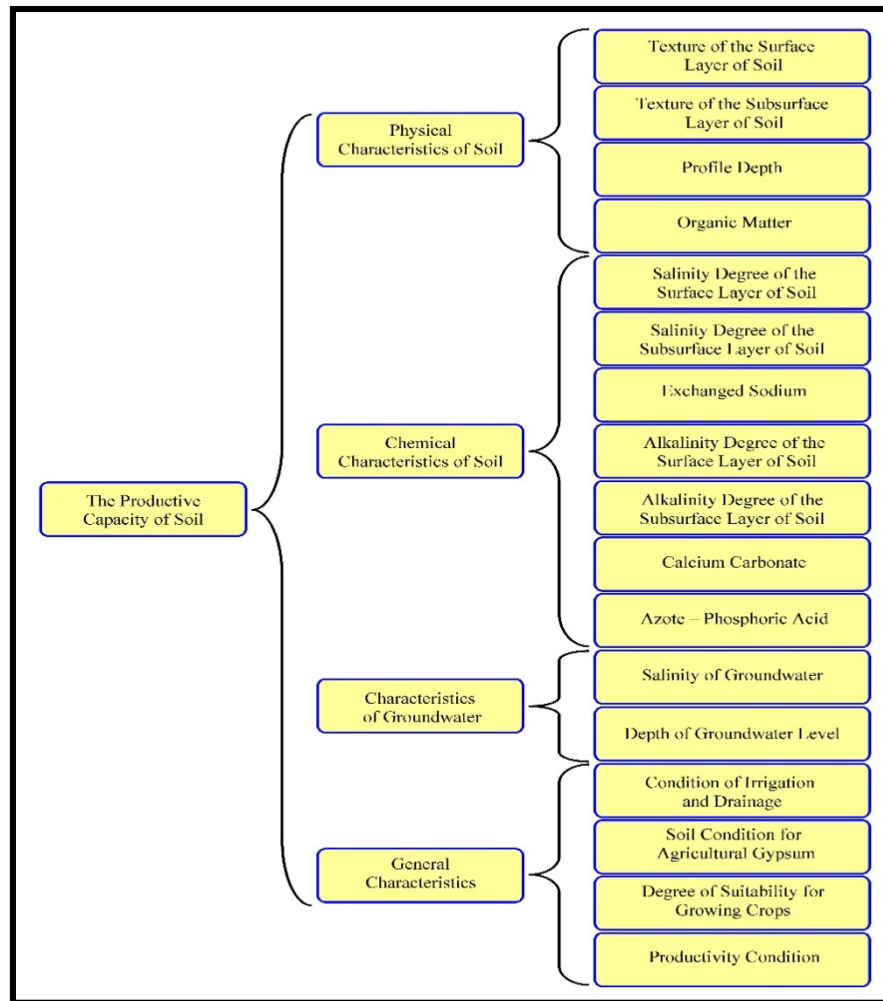 The Productive
Capacity of Soil
Physical
Characteristics of Soil
Texture of the Surface
Layer of Soil
Texture of the Subsurface
Layer of Soil
Profile Depth
Organic Matter
Chemical
Characteristics of Soil
Salinity Degree of the
Surface Layer of Soil
Salinity Degree of the
Subsurface Layer of Soil
Exchanged Sodium
Alkalinity Degree of the
Surface Layer of Soil
Alkalinity Degree of the
Subsurface Layer of Soil
Calcium Carbonate
Azote – Phosphoric Acid
Characteristics
of Groundwater
Salinity of Groundwater
Depth of Groundwater Level
General
Characteristics
Condition of Irrigation
and Drainage
Soil Condition for
Agricultural Gypsum
Degree of Suitability for
Growing Crops
Productivity Condition